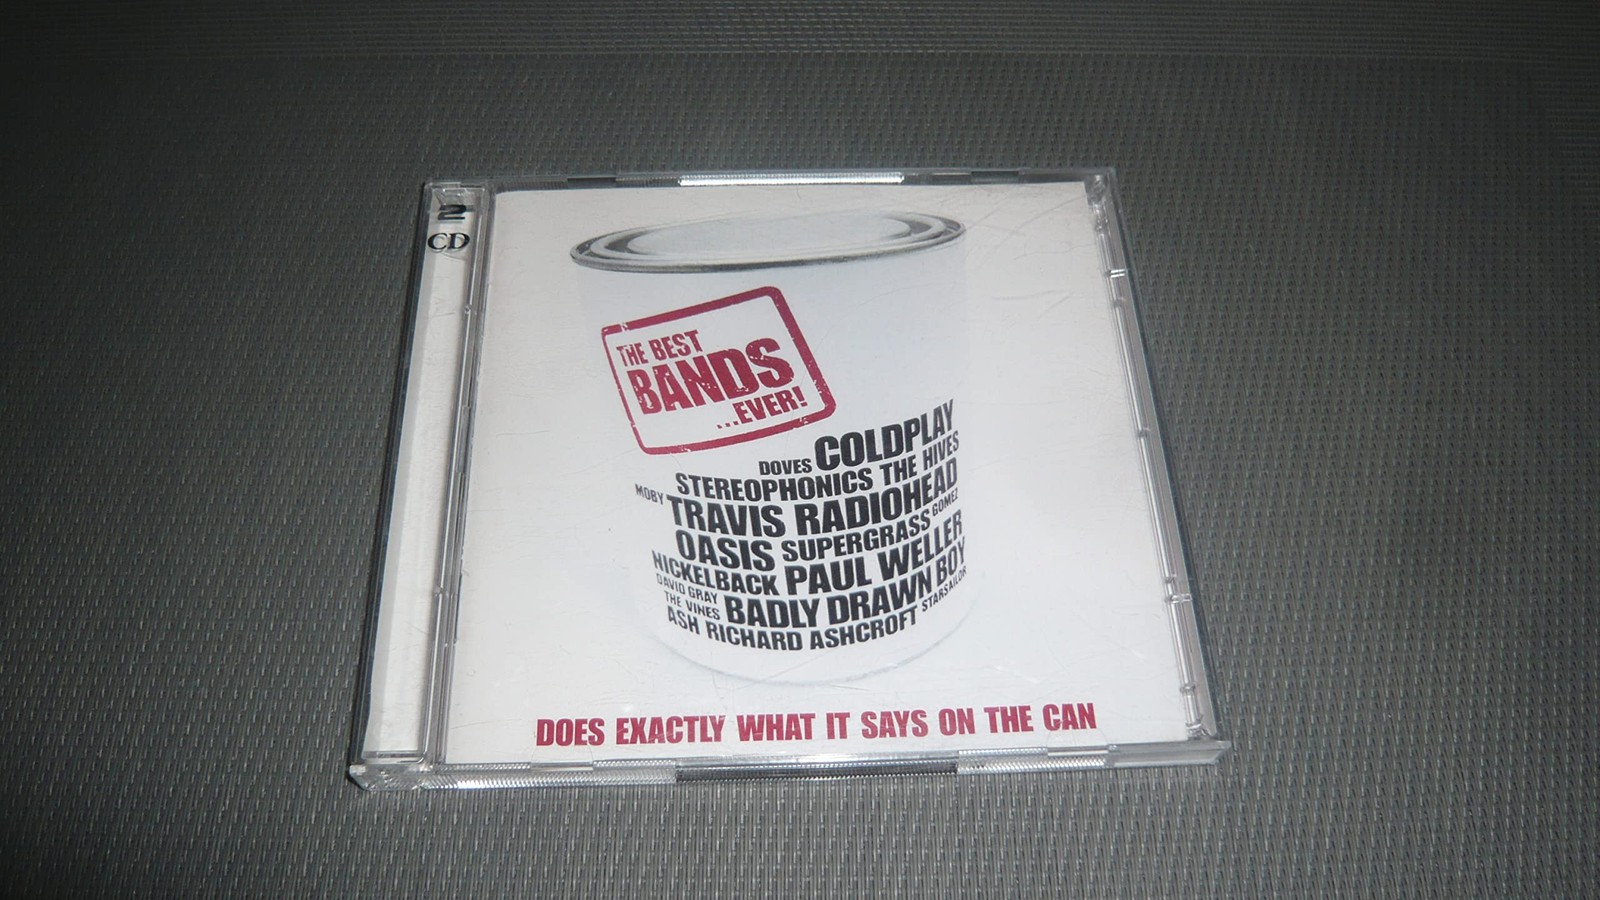 2
CD
THE BEST
BANDS
...EVER!
DOVES COLDPLAY
STEREOPHONICS THE HIVES
MOBY TRAVIS RADIOHEAD
OASIS SUPERGRASS GOMEZ
NICKELBACK PAUL WELLER
DAVID GRAY
THE VINES BADLY DRAWN BOY
ASH RICHARD ASHCROFT STARSAILOR
DOES EXACTLY WHAT IT SAYS ON THE CAN